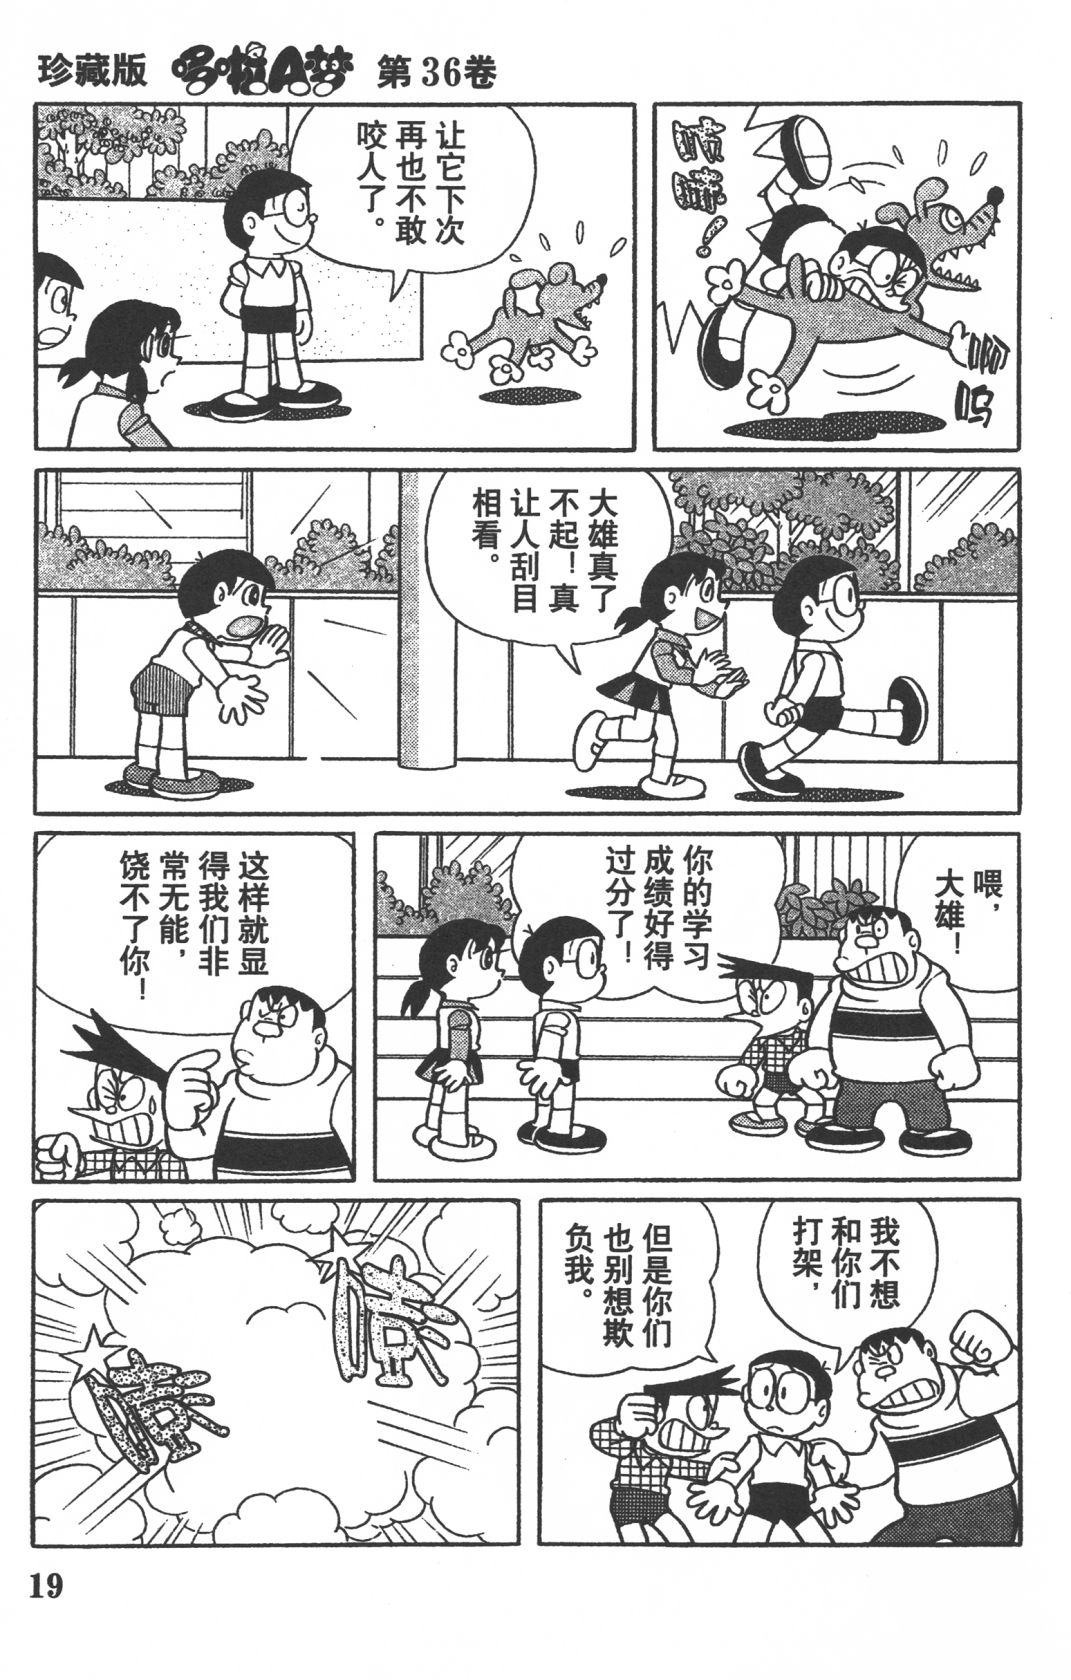 珍藏版 哆啦A梦 第36卷
啊
呜
让它下次
再也不敢
咬人了。
大雄真了
不起！真
让人刮目
相看。
喂，
大雄！
你的学习
成绩好得
过分了！
这样就显
得我们非
常无能，
饶不了你！
我不想
和你们
打架，
但是你们
也别想欺
负我。
19